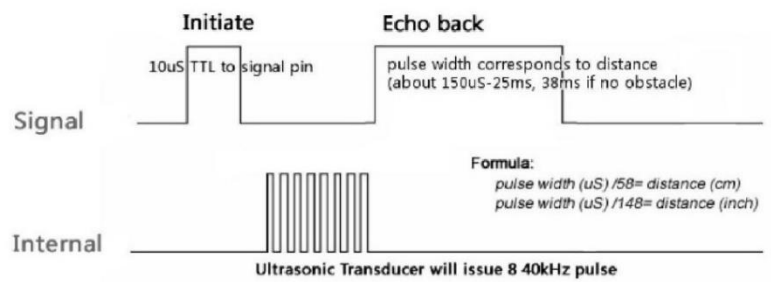 Initiate
Echo back
10uS TTL to signal pin
pulse width corresponds to distance
(about 150uS-25ms, 38ms if no obstacle)
Signal
Formula:
pulse width (uS) /58= distance (cm)
pulse width (uS) /148= distance (inch)
Internal
Ultrasonic Transducer will issue 8 40kHz pulse